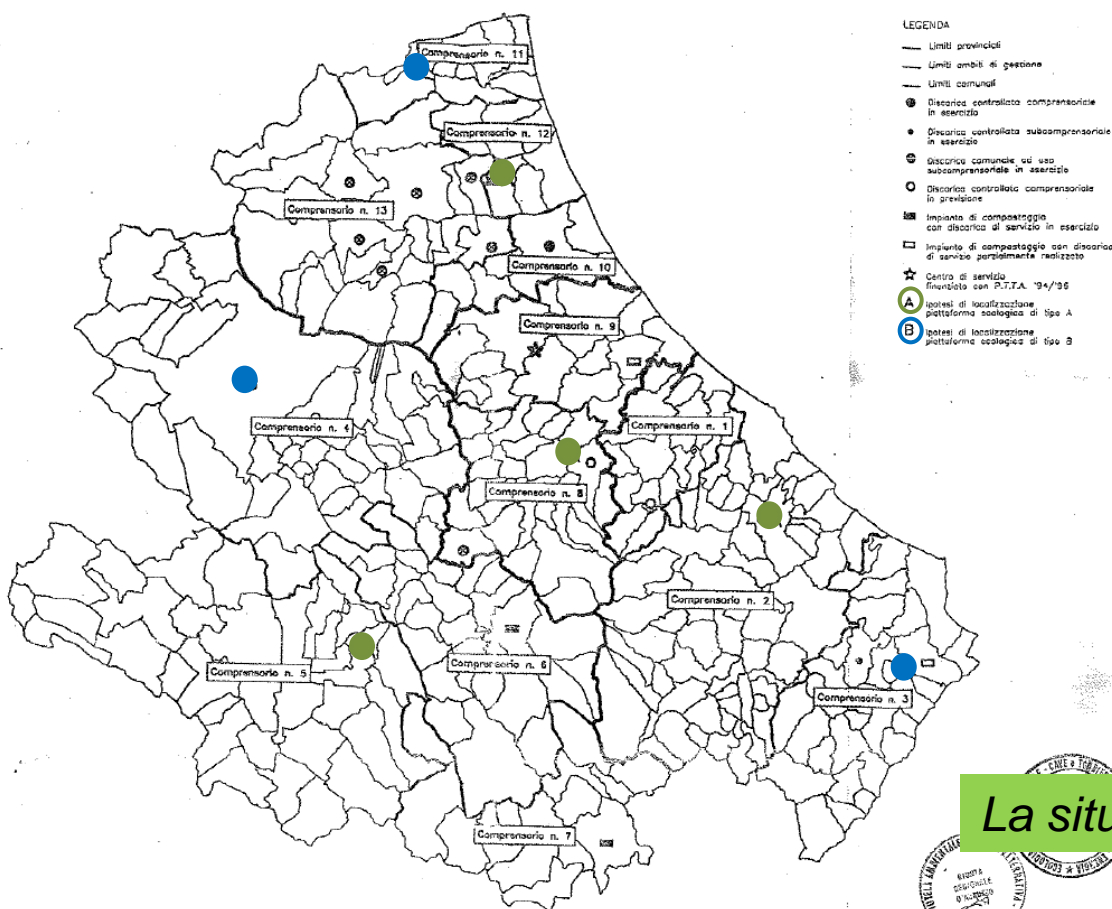 Comprensorio n. 11
Comprensorio n. 12
Comprensorio n. 13
Comprensorio n. 10
Comprensorio n. 9
Comprensorio n. 4
Comprensorio n. 1
Comprensorio n. 8
Comprensorio n. 2
Comprensorio n. 5
Comprensorio n. 6
Comprensorio n. 3
Comprensorio n. 7
LEGENDA
Limiti provinciali
Limiti ambiti di gestione
Limiti comunali
Discarica controllata comprensoriale
in esercizio
Discarica controllata subcomprensoriale
in esercizio
Discarica comunale ad uso
subcomprensoriale in esercizio
Discarica controllata comprensoriale
in previsione
Impianto di compostaggio
con discarica di servizio in esercizio
Impianto di compostaggio con discarica
di servizio parzialmente realizzato
Centro di servizio
finanziato con P.T.T.A. '94/'96
A Ipotesi di localizzazione
piattaforma ecologica di tipo A
B Ipotesi di localizzazione
piattaforma ecologica di tipo B
La situ
GIUNTA
REGIONALE
D'ABRUZZO